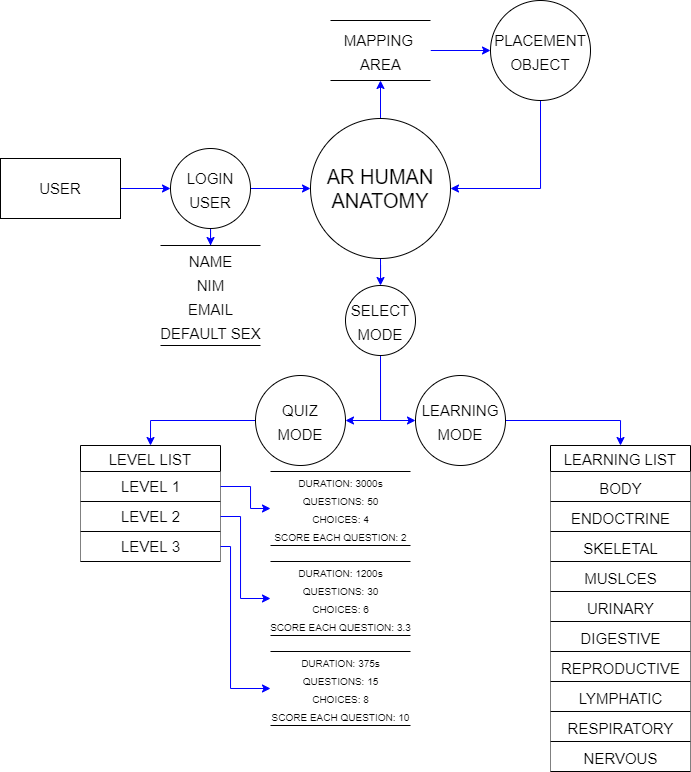 MAPPING
AREA
PLACEMENT
OBJECT
USER
LOGIN
USER
AR HUMAN
ANATOMY
NAME
NIM
EMAIL
DEFAULT SEX
SELECT
MODE
QUIZ
MODE
LEARNING
MODE
LEVEL LIST
LEVEL 1
LEVEL 2
LEVEL 3
DURATION: 3000s
QUESTIONS: 50
CHOICES: 4
SCORE EACH QUESTION: 2
DURATION: 1200s
QUESTIONS: 30
CHOICES: 6
SCORE EACH QUESTION: 3.3
DURATION: 375s
QUESTIONS: 15
CHOICES: 8
SCORE EACH QUESTION: 10
LEARNING LIST
BODY
ENDOCTRINE
SKELETAL
MUSLCES
URINARY
DIGESTIVE
REPRODUCTIVE
LYMPHATIC
RESPIRATORY
NERVOUS